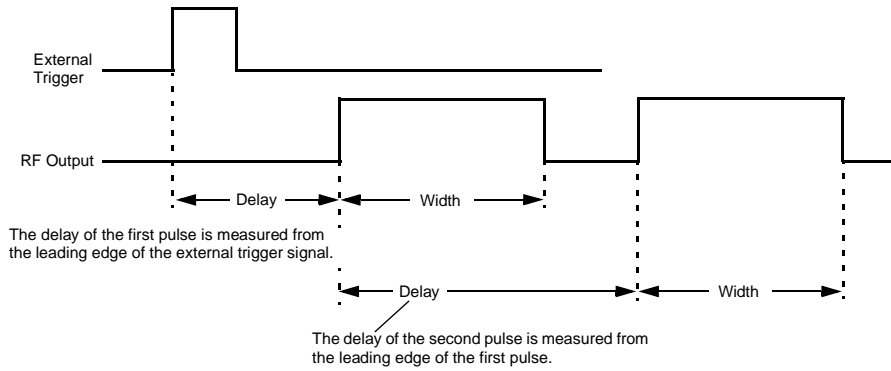 External
Trigger
RF Output
Delay
Width
The delay of the first pulse is measured from
the leading edge of the external trigger signal.
Delay
Width
The delay of the second pulse is measured from
the leading edge of the first pulse.